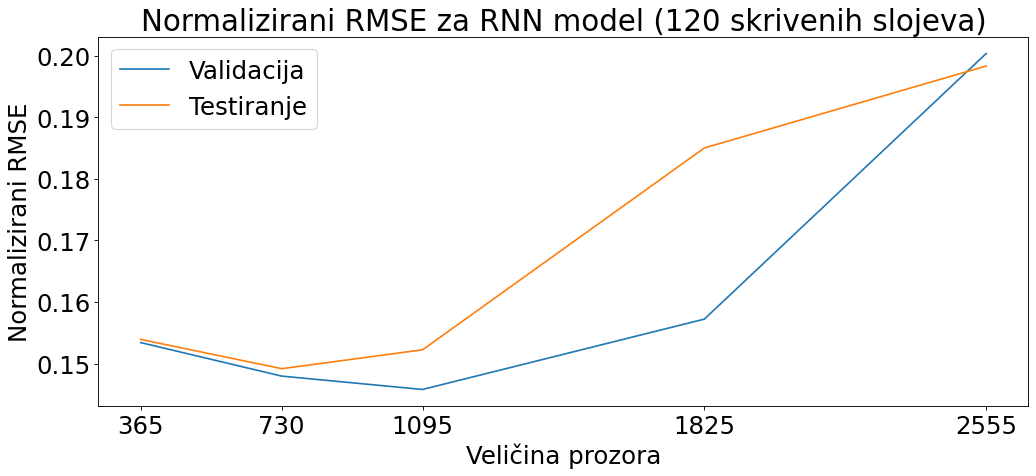 Normalizirani RMSE za RNN model (120 skrivenih slojeva)
Validacija
Testiranje
Normalizirani RMSE
0.20
0.19
0.18
0.17
0.16
0.15
365 730 1095 1825 2555
Veličina prozora